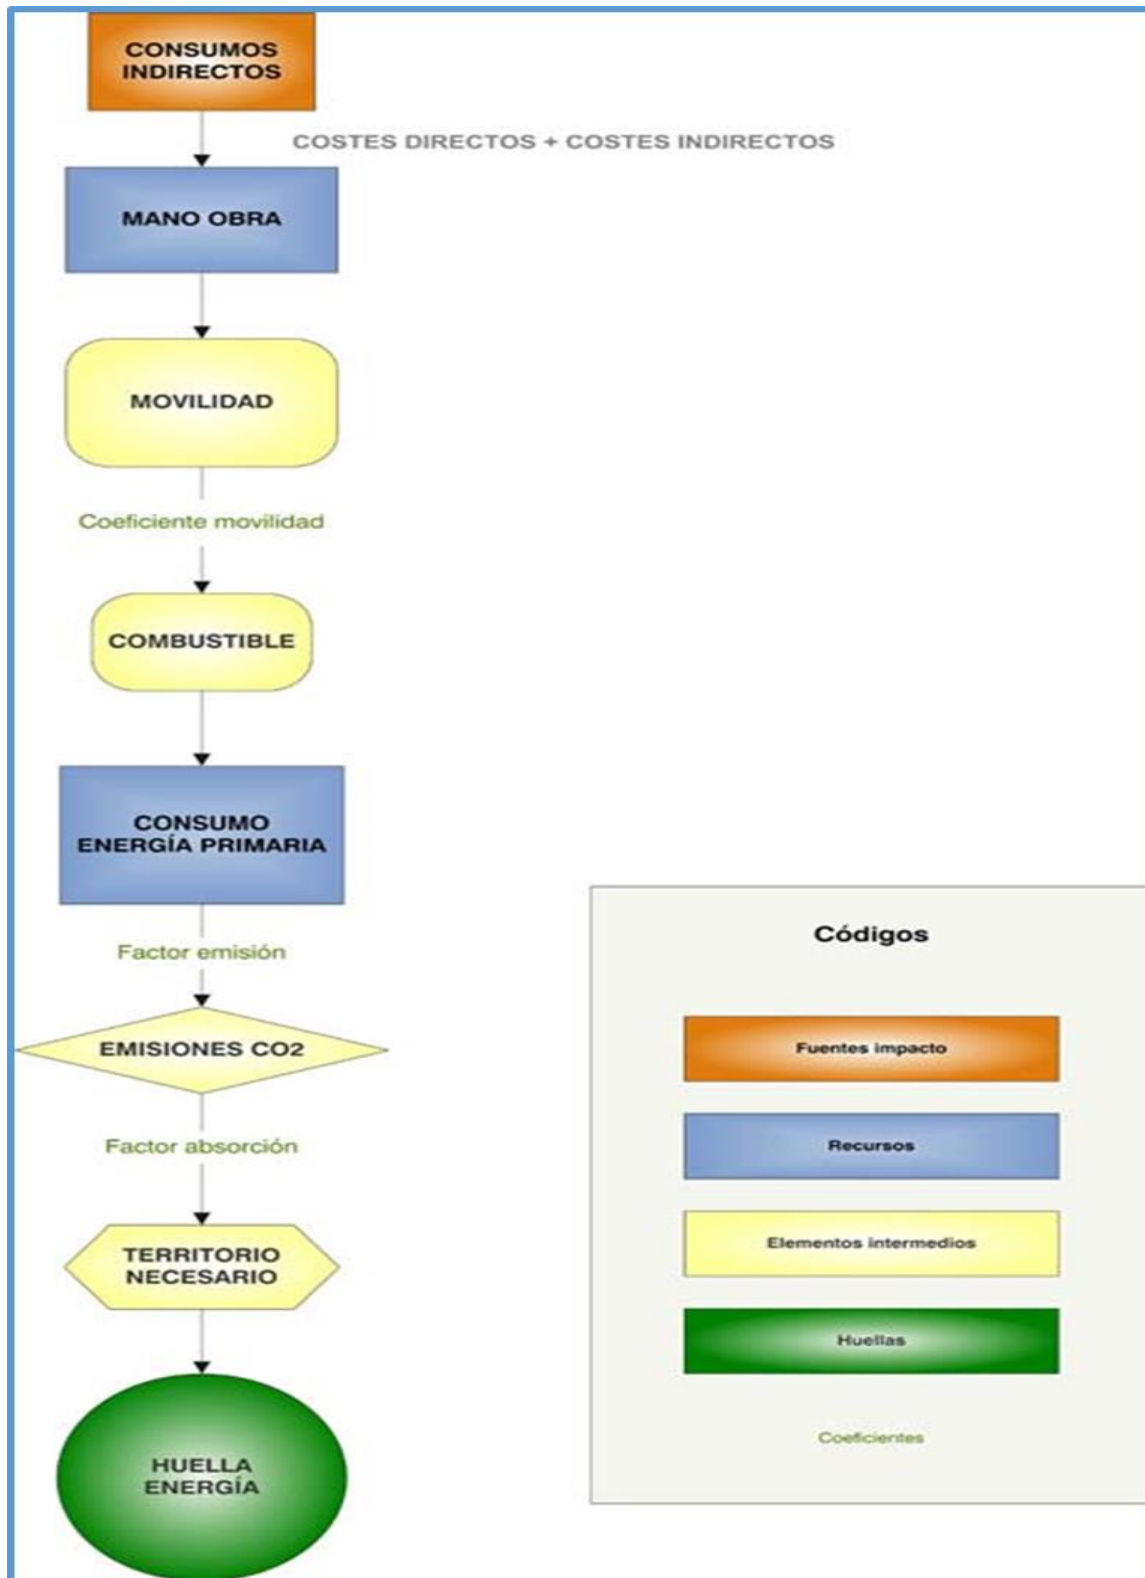 CONSUMOS
INDIRECTOS
COSTES DIRECTOS + COSTES INDIRECTOS
MANO OBRA
MOVILIDAD
Coeficiente movilidad
COMBUSTIBLE
CONSUMO
ENERGÍA PRIMARIA
Factor emisión
EMISIONES CO2
Factor absorción
TERRITORIO
NECESARIO
HUELLA
ENERGÍA
Códigos
Fuentes impacto
Recursos
Elementos intermedios
Huellas
Coeficientes